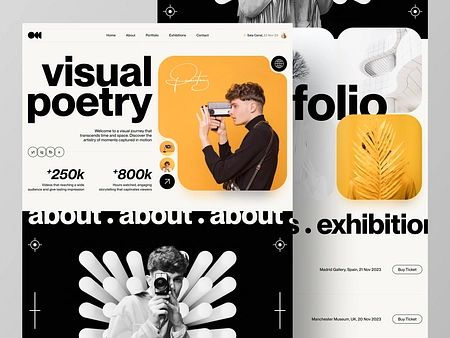 Home About Portfolio Exhibitions Contact
visual
poetry
Welcome to a visual journey that
transcends time and space. Discover the
artistry of moments captured in motion
+250k
Videos that reaching a wide
audience and give lasting impression
+800k
Hours watched, engaging
storytelling that captivates viewers
about . about . about
folio
s . exhibition
Madrid Gallery, Spain, 21 Nov 2023
Buy Ticket
Manchester Museum, UK, 20 Nov 2023
Buy Ticket